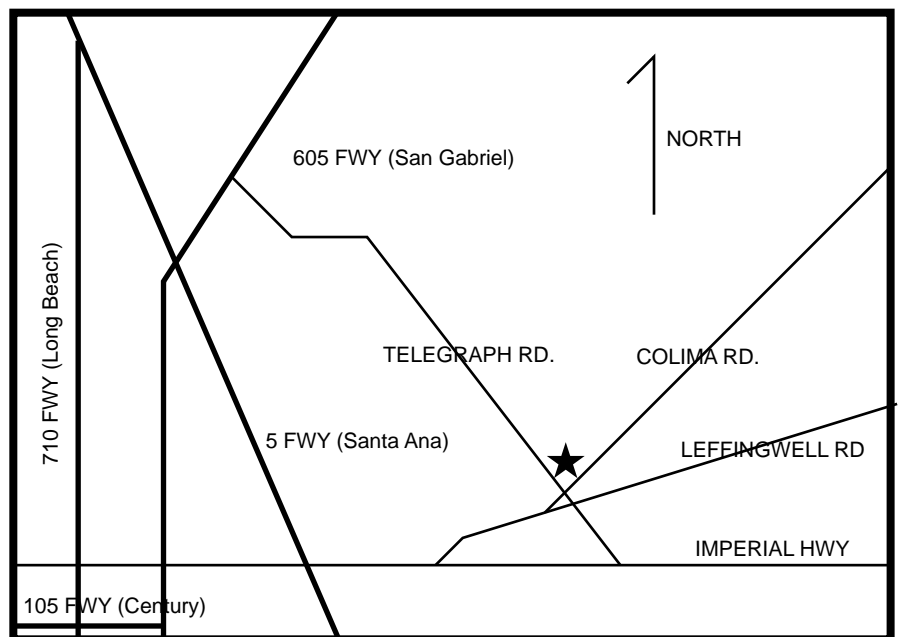 605 FWY (San Gabriel)
NORTH
710 FWY (Long Beach)
TELEGRAPH RD.
COLIMA RD.
5 FWY (Santa Ana)
LEFFINGWELL RD
IMPERIAL HWY
105 FWY (Century)